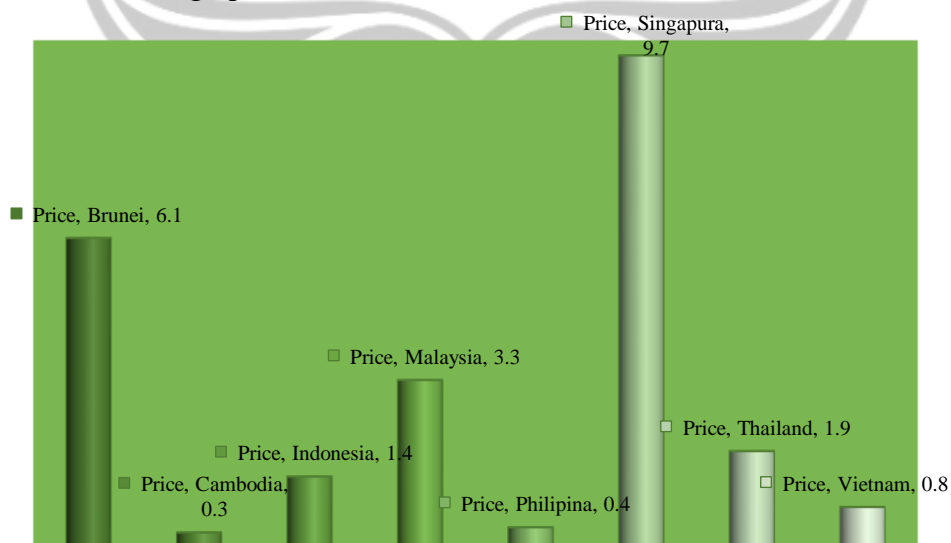 Price, Singapura,
9.7
Price, Brunei, 6.1
Price, Malaysia, 3.3
Price, Thailand, 1.9
Price, Indonesia, 1.4
Price, Cambodia,
0.3
Price, Vietnam, 0.8
Price, Philipina, 0.4